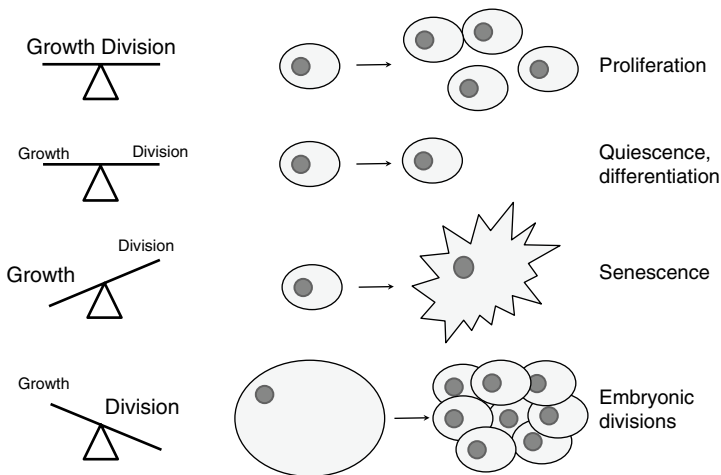 Growth Division
Proliferation
Growth
Division
Quiescence,
differentiation
Division
Growth
Senescence
Growth
Division
Embryonic
divisions